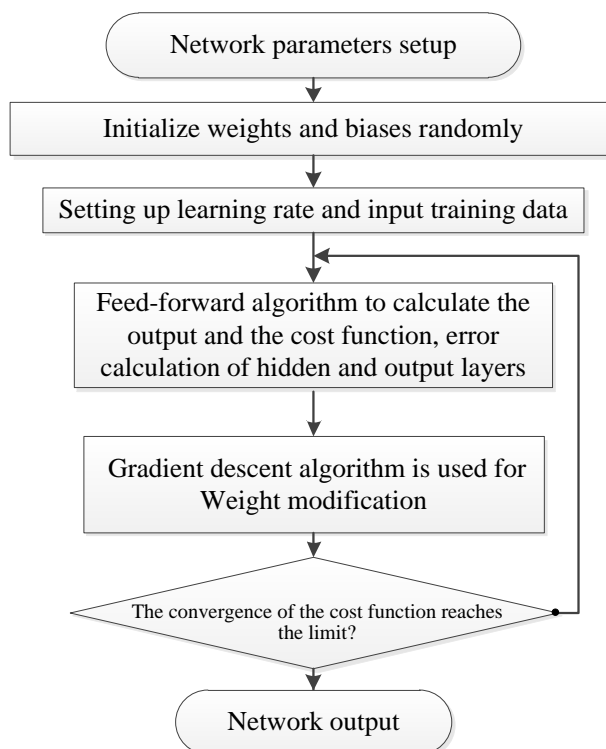 Network parameters setup
Initialize weights and biases randomly
Setting up learning rate and input training data
Feed-forward algorithm to calculate the
output and the cost function, error
calculation of hidden and output layers
Gradient descent algorithm is used for
Weight modification
The convergence of the cost function reaches
the limit?
Network output